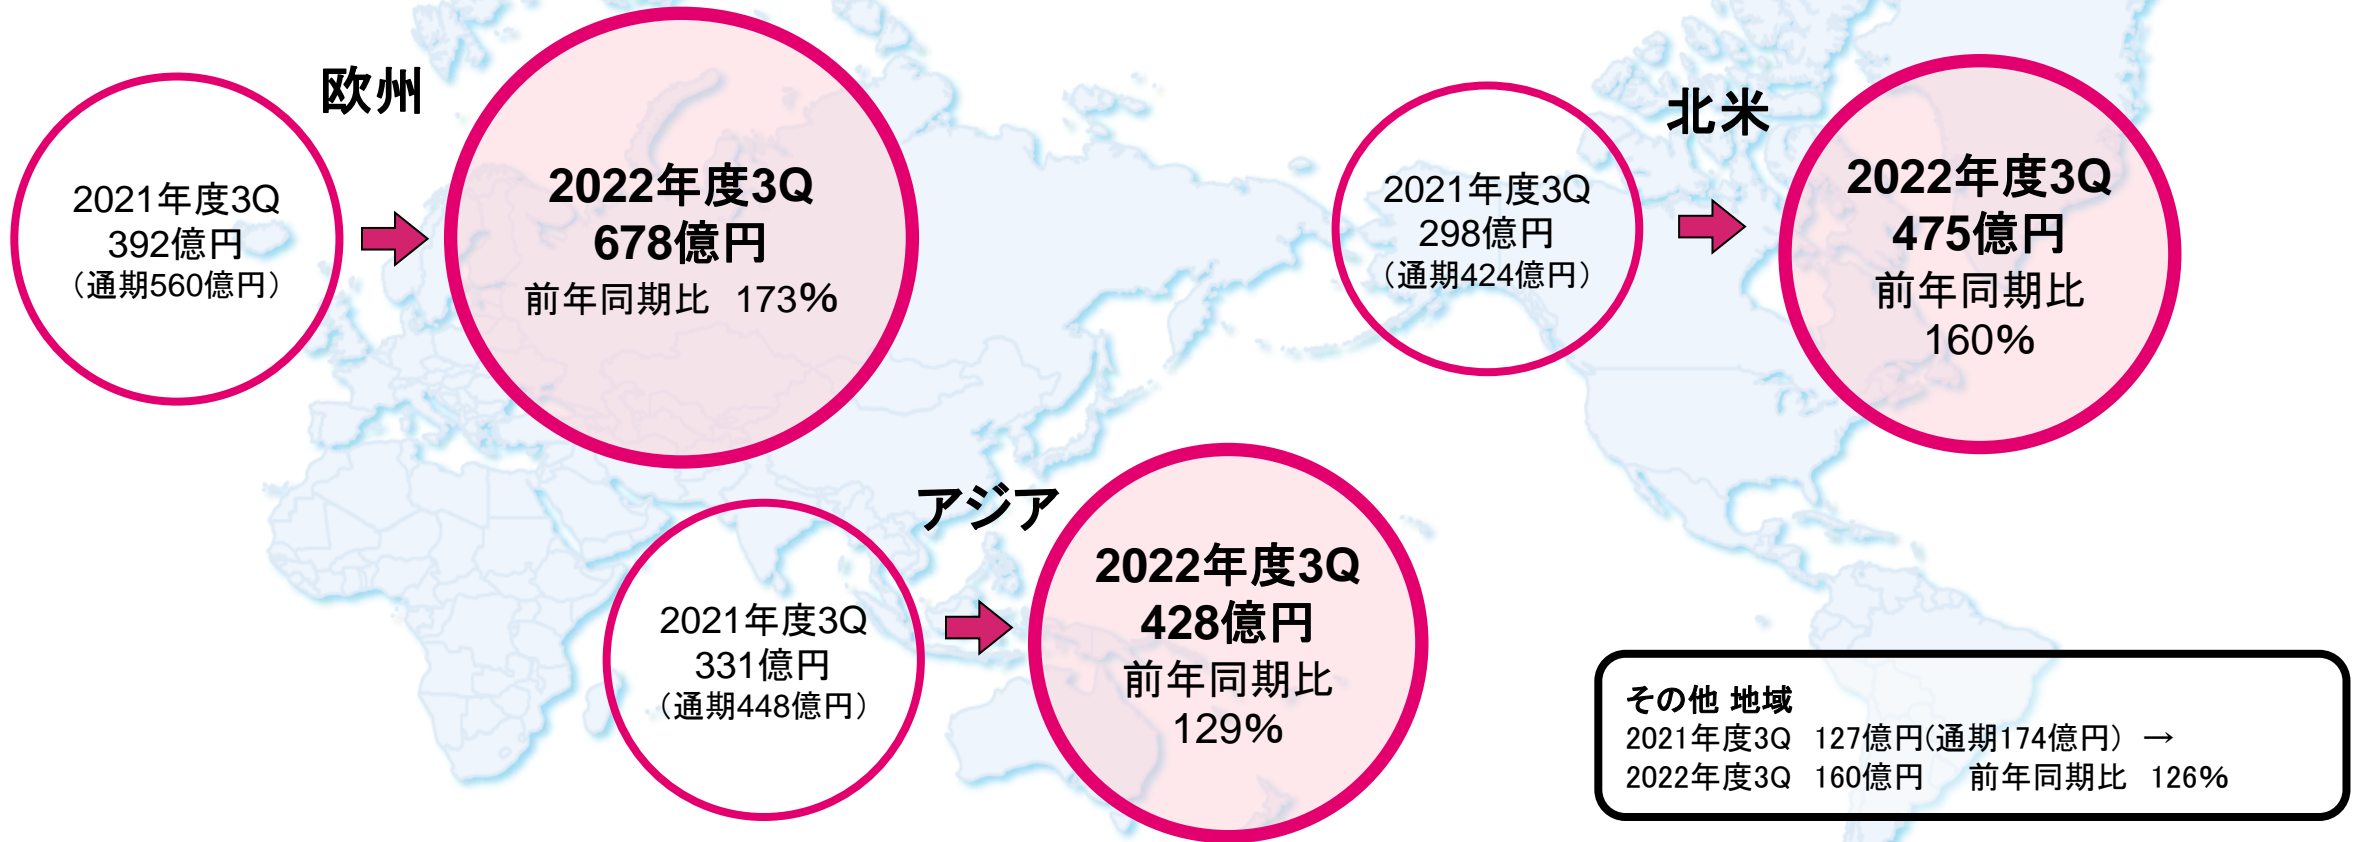 欧州
2021年度3Q
392億円
（通期560億円）
2022年度3Q
678億円
前年同期比　173%
北米
2021年度3Q
298億円
（通期424億円）
2022年度3Q
475億円
前年同期比
160%
アジア
2021年度3Q
331億円
（通期448億円）
2022年度3Q
428億円
前年同期比
129%
その他 地域
2021年度3Q　127億円(通期174億円）　→
2022年度3Q　160億円　　前年同期比　126%